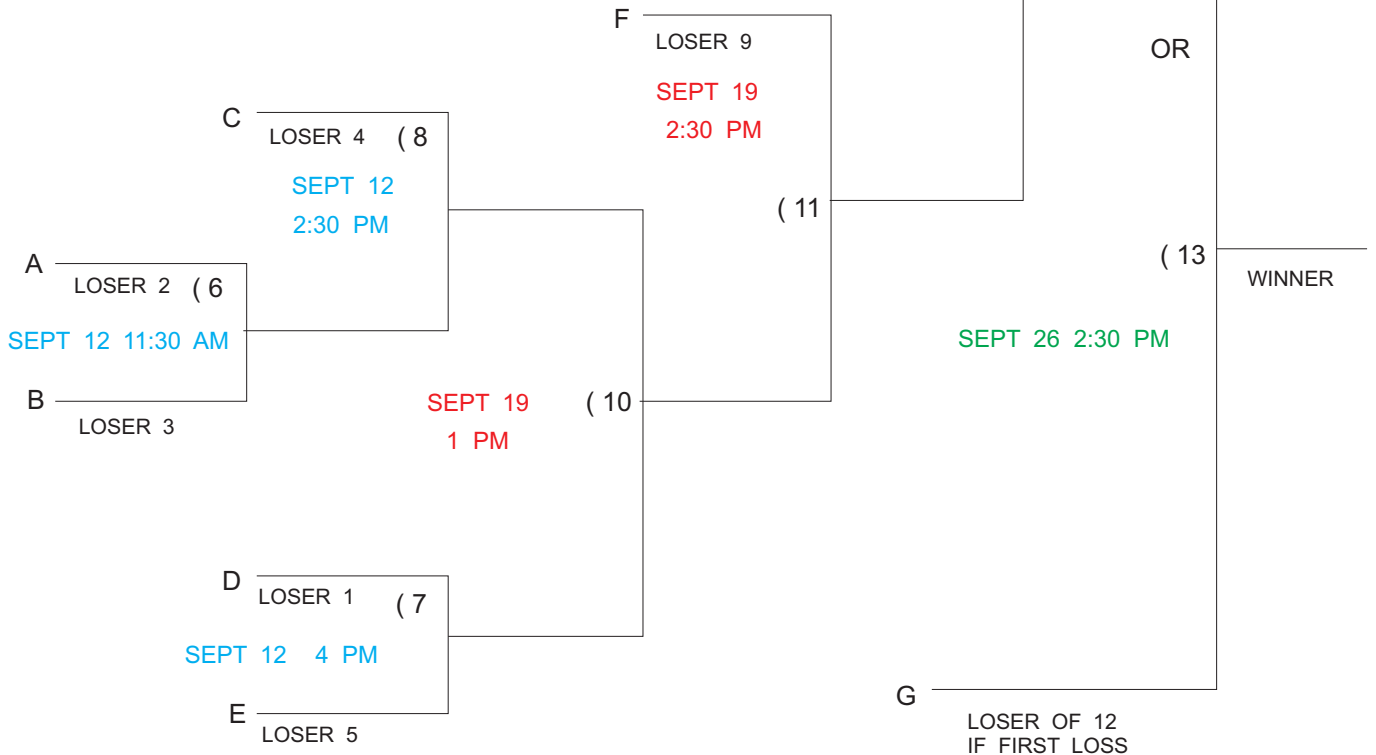 F
LOSER 9
OR
SEPT 19
2:30 PM
C
LOSER 4 ( 8
SEPT 12
2:30 PM
( 11
A
LOSER 2 ( 6
( 13
WINNER
SEPT 12 11:30 AM
SEPT 26 2:30 PM
B
LOSER 3
SEPT 19
1 PM
( 10
D
LOSER 1 ( 7
SEPT 12 4 PM
E
LOSER 5
G
LOSER OF 12
IF FIRST LOSS